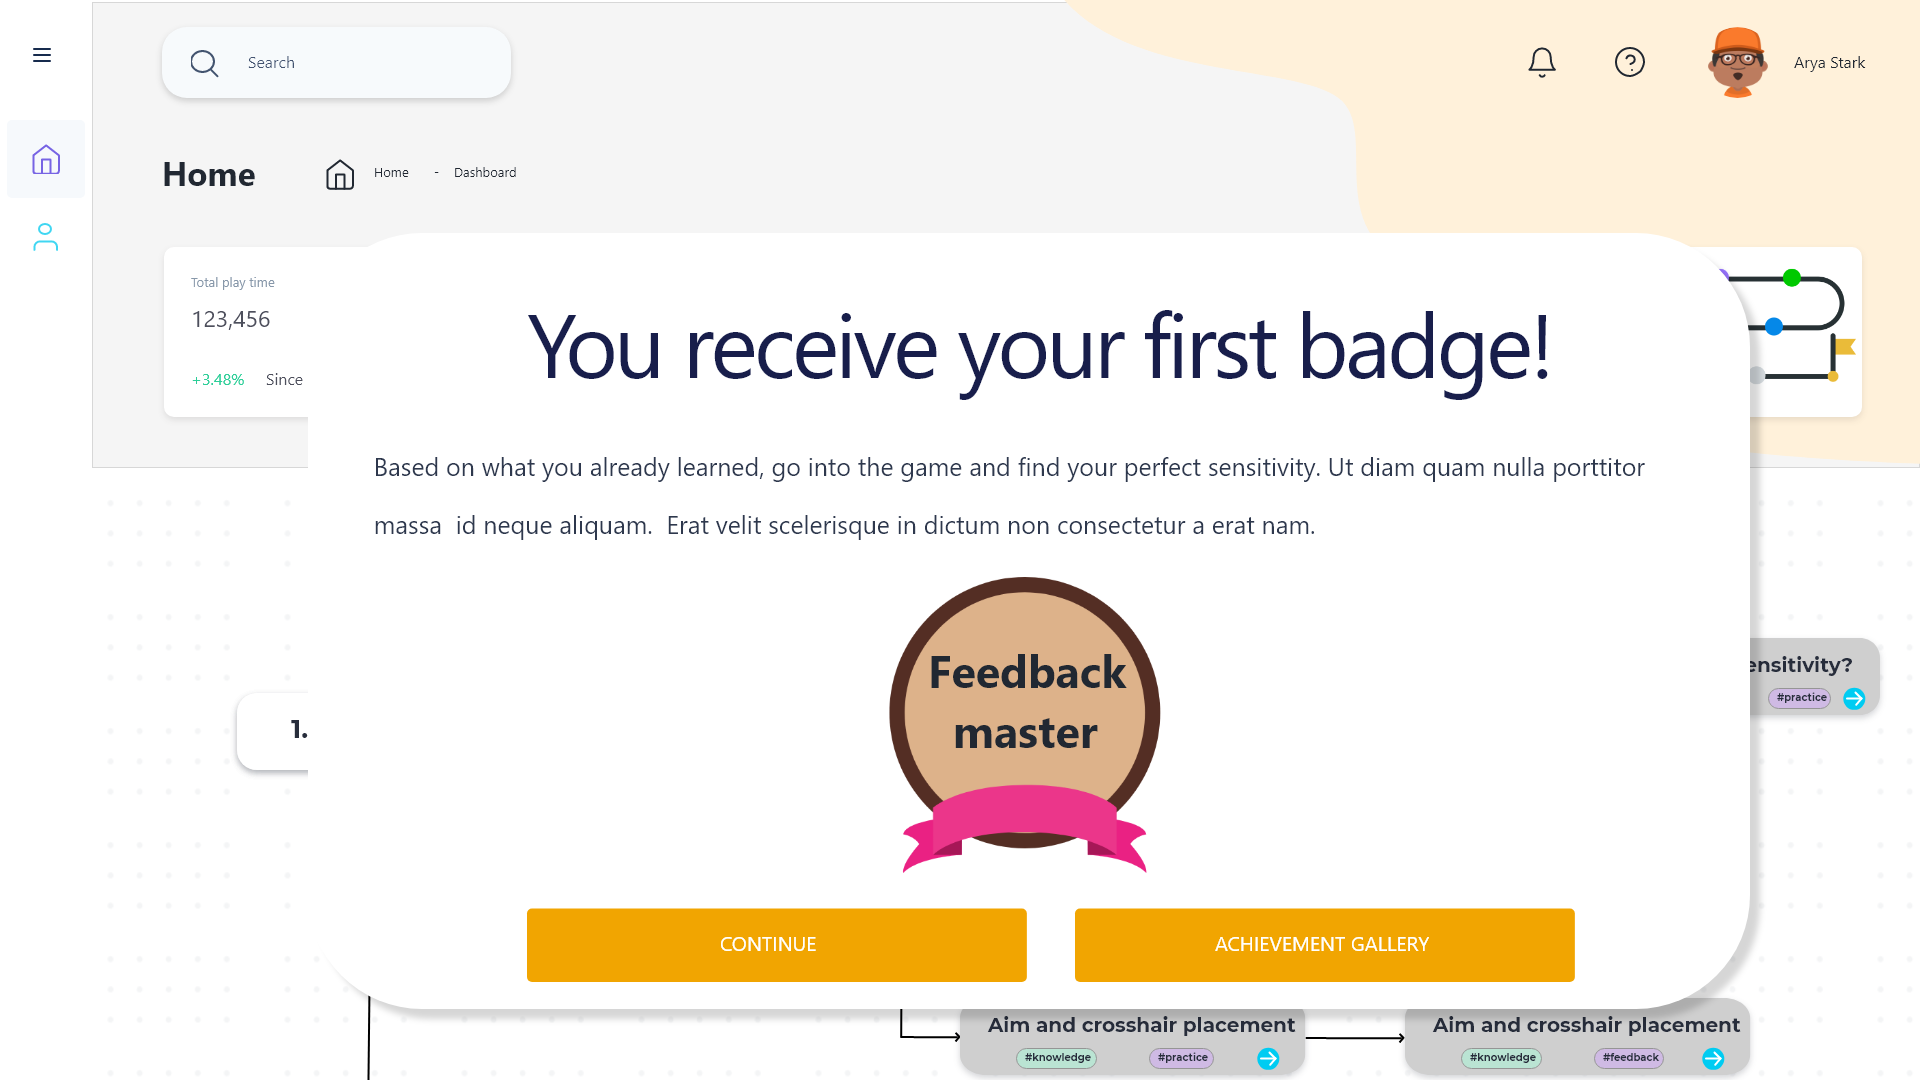 Search
Arya Stark
Home
Home - Dashboard
Total play time
123,456
+3.48% Since
You receive your first badge!
Based on what you already learned, go into the game and find your perfect sensitivity. Ut diam quam nulla porttitor
massa id neque aliquam. Erat velit scelerisque in dictum non consectetur a erat nam.
Feedback
master
ensitivity?
#practice
1.
CONTINUE
ACHIEVEMENT GALLERY
Aim and crosshair placement
#knowledge #practice
Aim and crosshair placement
#knowledge #feedback